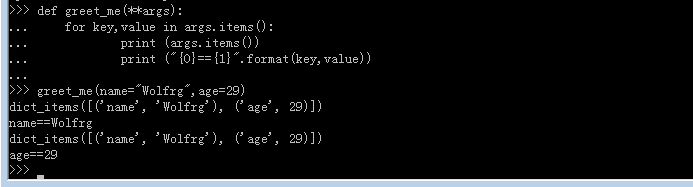 >>> def greet_me(**args):
...     for key,value in args.items():
...             print (args.items())
...             print ("{0}=={1}".format(key,value))
...
>>> greet_me(name="Wolfrg",age=29)
dict_items([('name', 'Wolfrg'), ('age', 29)])
name==Wolfrg
dict_items([('name', 'Wolfrg'), ('age', 29)])
age==29
>>>